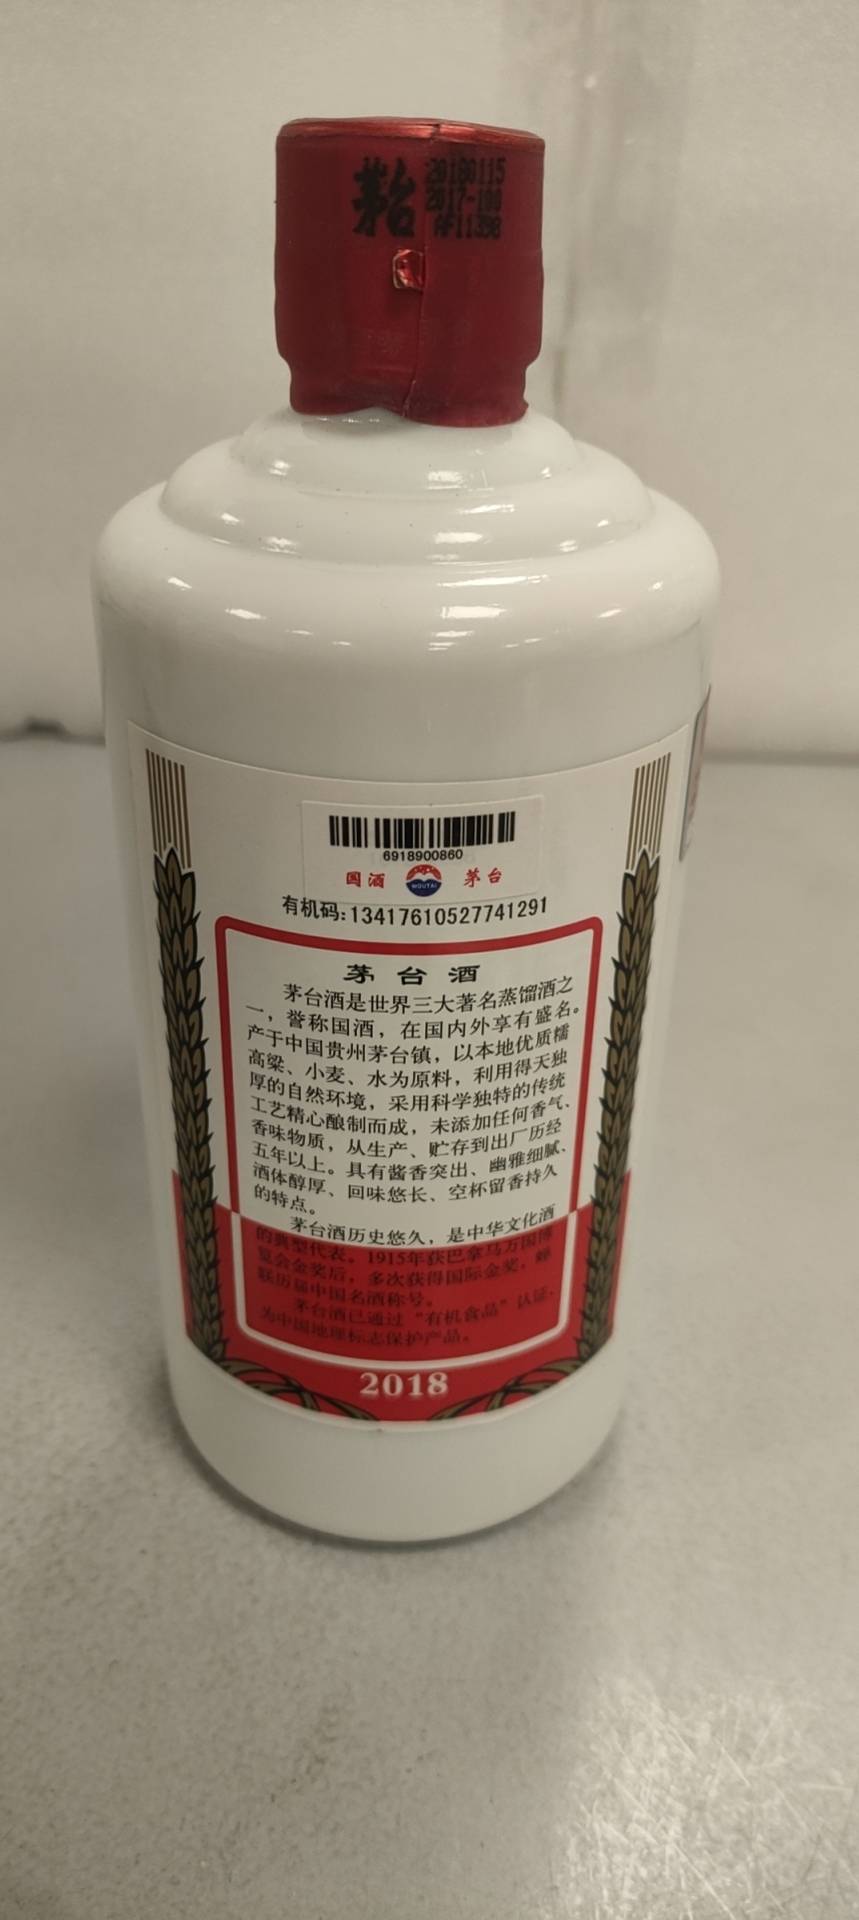 茅台
20180115
2017-100
6918900860
国酒 MOUTAI 茅台
有机码:13417610527741291
茅台酒
茅台酒是世界三大著名蒸馏酒之
一，誉称国酒，在国内外享有盛名。
产于中国贵州茅台镇，以本地优质糯
高粱、小麦、水为原料，利用得天独
厚的自然环境，采用科学独特的传统
工艺精心酿制而成，未添加任何香气、
香味物质，从生产、贮存到出厂历经
五年以上。具有酱香突出、幽雅细腻、
酒体醇厚、回味悠长、空杯留香持久
的特点。
茅台酒历史悠久，是中华文化酒
的典型代表。1915年获巴拿马万国博
览会金奖后，多次获得国际金奖，蝉
联历届中国名酒称号。
茅台酒已通过“有机食品”认证，
为中国地理标志保护产品。
2018